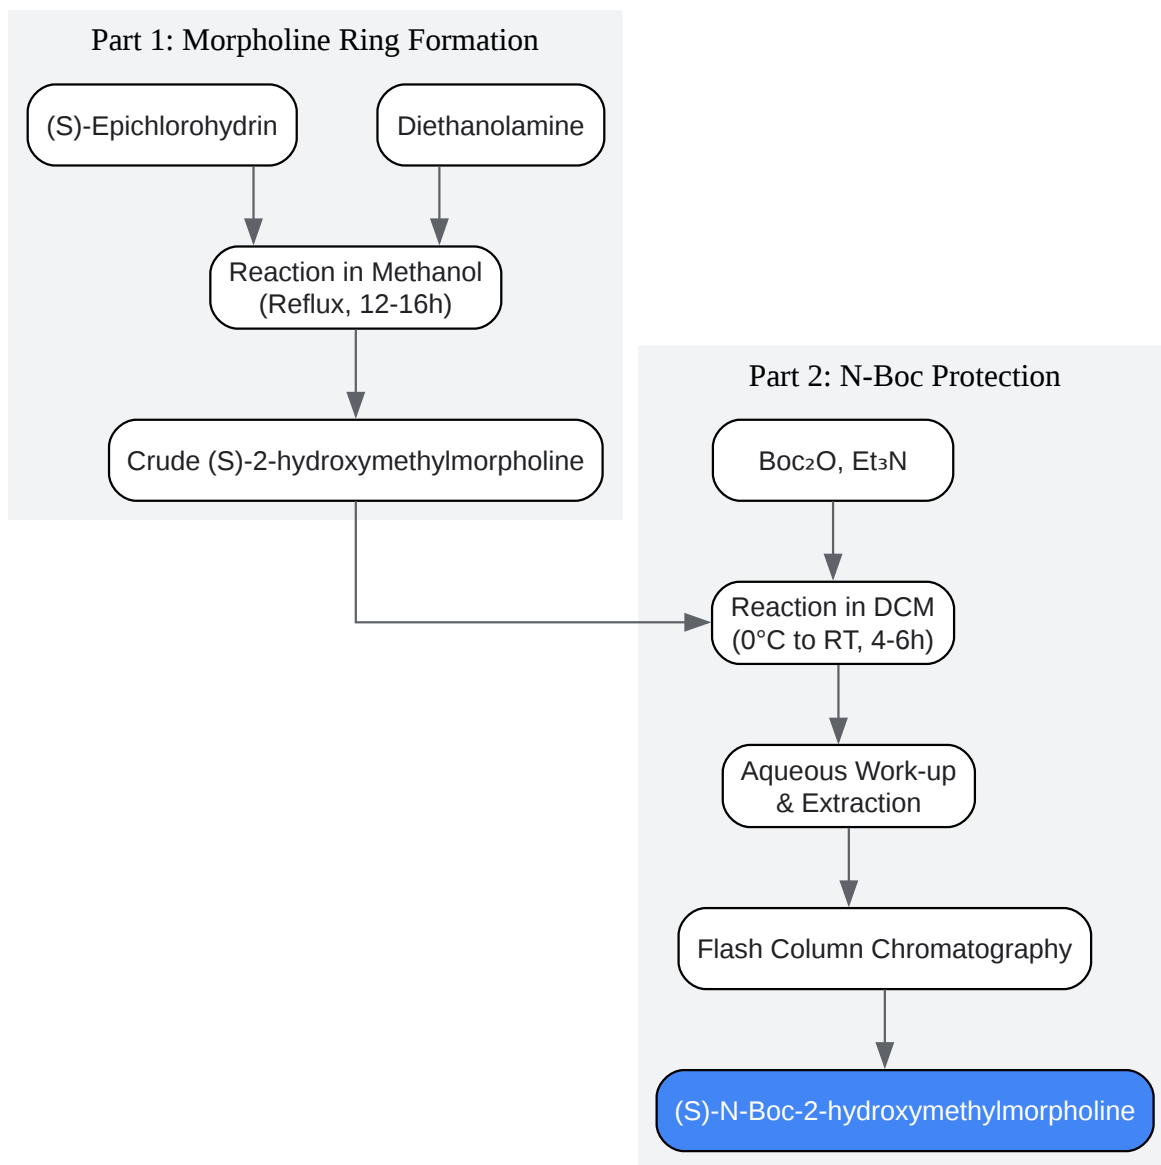 Part 1: Morpholine Ring Formation
(S)-Epichlorohydrin
Diethanolamine
Reaction in Methanol
(Reflux, 12-16h)
Crude (S)-2-hydroxymethylmorpholine
Part 2: N-Boc Protection
Boc₂O, Et₃N
Reaction in DCM
(0°C to RT, 4-6h)
Aqueous Work-up
& Extraction
Flash Column Chromatography
(S)-N-Boc-2-hydroxymethylmorpholine